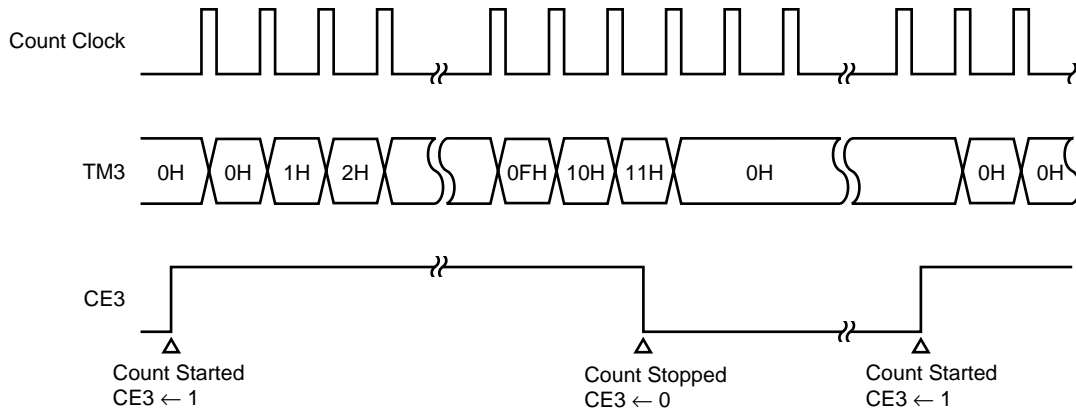 Count Clock
TM3
0H
0H
1H
2H
0FH
10H
11H
0H
0H
0H
CE3
Count Started
CE3 ← 1
Count Stopped
CE3 ← 0
Count Started
CE3 ← 1